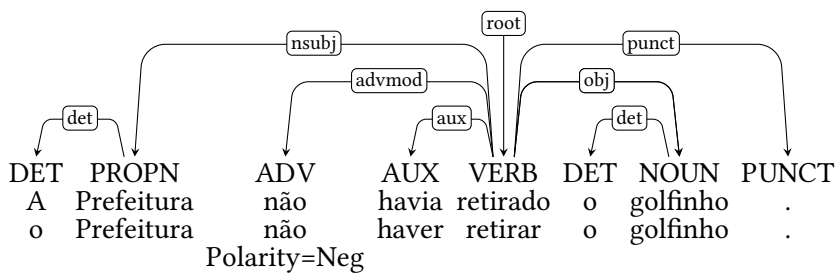 root
nsubj punct
advmod obj
det aux det
DET PROPN ADV AUX VERB DET NOUN PUNCT
A Prefeitura não havia retirado o golfinho .
o Prefeitura não haver retirar o golfinho .
Polarity=Neg